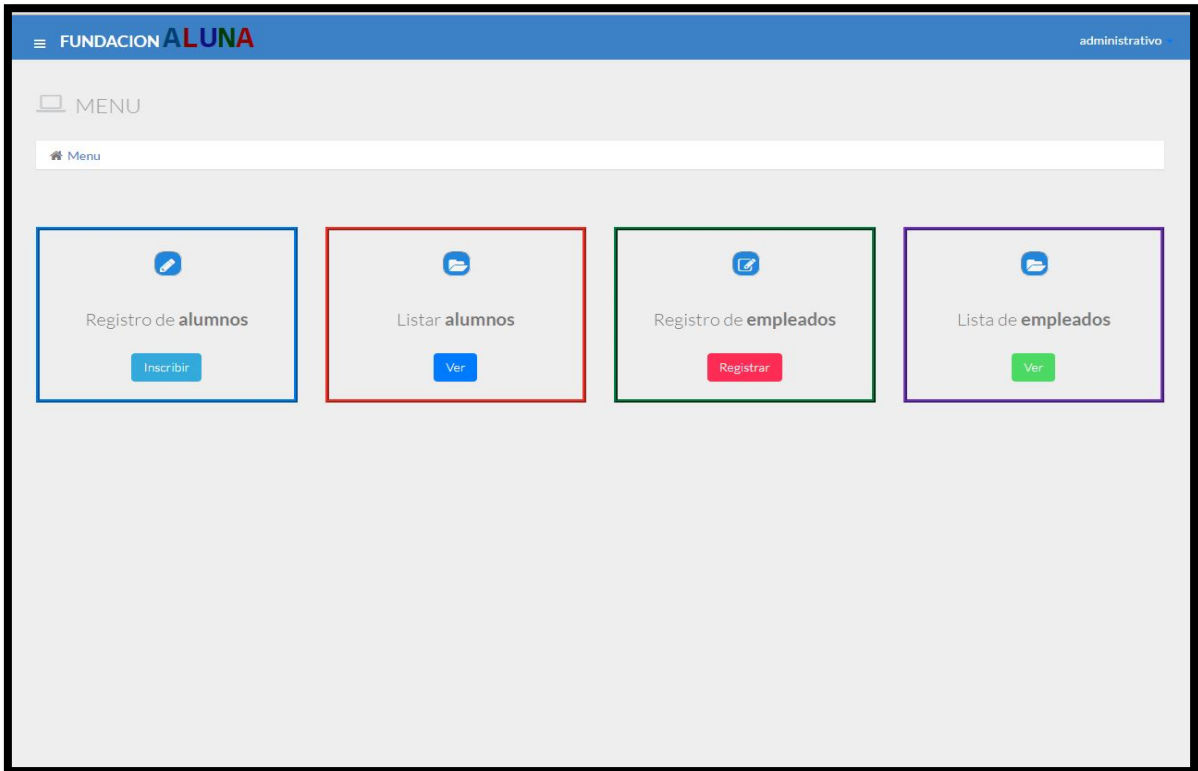 FUNDACION ALUNA
administrativo
MENU
Menu
Registro de alumnos
Inscribir
Listar alumnos
Ver
Registro de empleados
Registrar
Lista de empleados
Ver